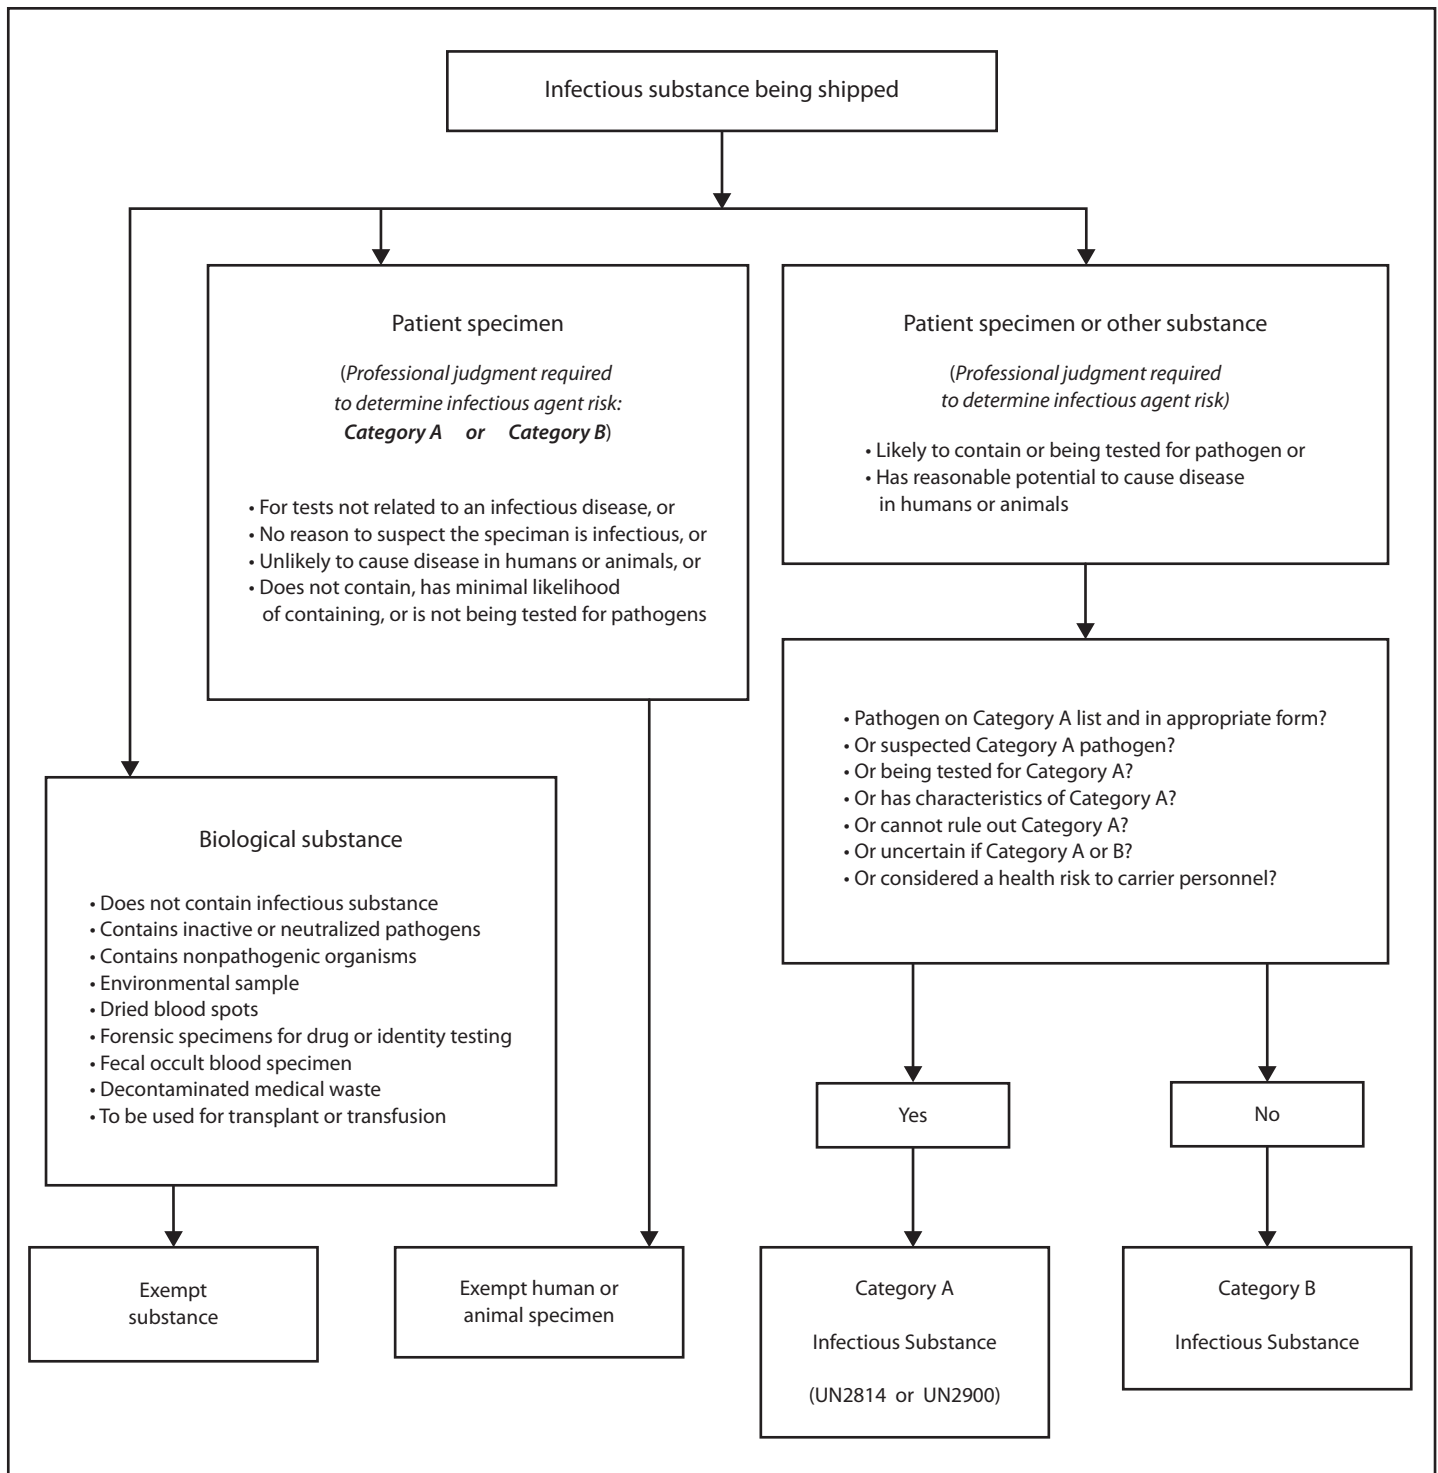 Infectious substance being shipped
Patient specimen
(Professional judgment required
to determine infectious agent risk:
Category A or Category B)
• For tests not related to an infectious disease, or
• No reason to suspect the speciman is infectious, or
• Unlikely to cause disease in humans or animals, or
• Does not contain, has minimal likelihood
of containing, or is not being tested for pathogens
Patient specimen or other substance
(Professional judgment required
to determine infectious agent risk)
• Likely to contain or being tested for pathogen or
• Has reasonable potential to cause disease
in humans or animals
• Pathogen on Category A list and in appropriate form?
• Or suspected Category A pathogen?
• Or being tested for Category A?
• Or has characteristics of Category A?
• Or cannot rule out Category A?
• Or uncertain if Category A or B?
• Or considered a health risk to carrier personnel?
Biological substance
• Does not contain infectious substance
• Contains inactive or neutralized pathogens
• Contains nonpathogenic organisms
• Environmental sample
• Dried blood spots
• Forensic specimens for drug or identity testing
• Fecal occult blood specimen
• Decontaminated medical waste
• To be used for transplant or transfusion
Yes
No
Exempt
substance
Exempt human or
animal specimen
Category A
Infectious Substance
(UN2814 or UN2900)
Category B
Infectious Substance